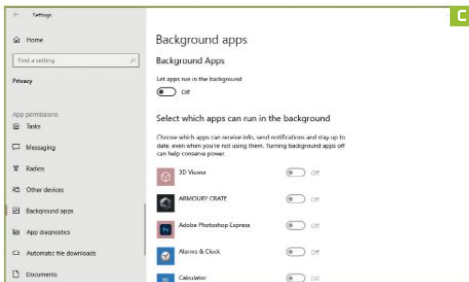 Settings
C
Home
Find a setting
Privacy
App permissions
Tasks
Messaging
Radios
Other devices
Background apps
App diagnostics
Automatic file downloads
Documents
Background apps
Background Apps
Let apps run in the background
Off
Select which apps can run in the background
Choose which apps can receive info, send notifications and stay up to
date, even when you're not using them. Turning background apps off
can help conserve power.
3D Viewer Off
ARMOURY CRATE Off
Adobe Photoshop Express Off
Alarms & Clock Off
Calculator Off